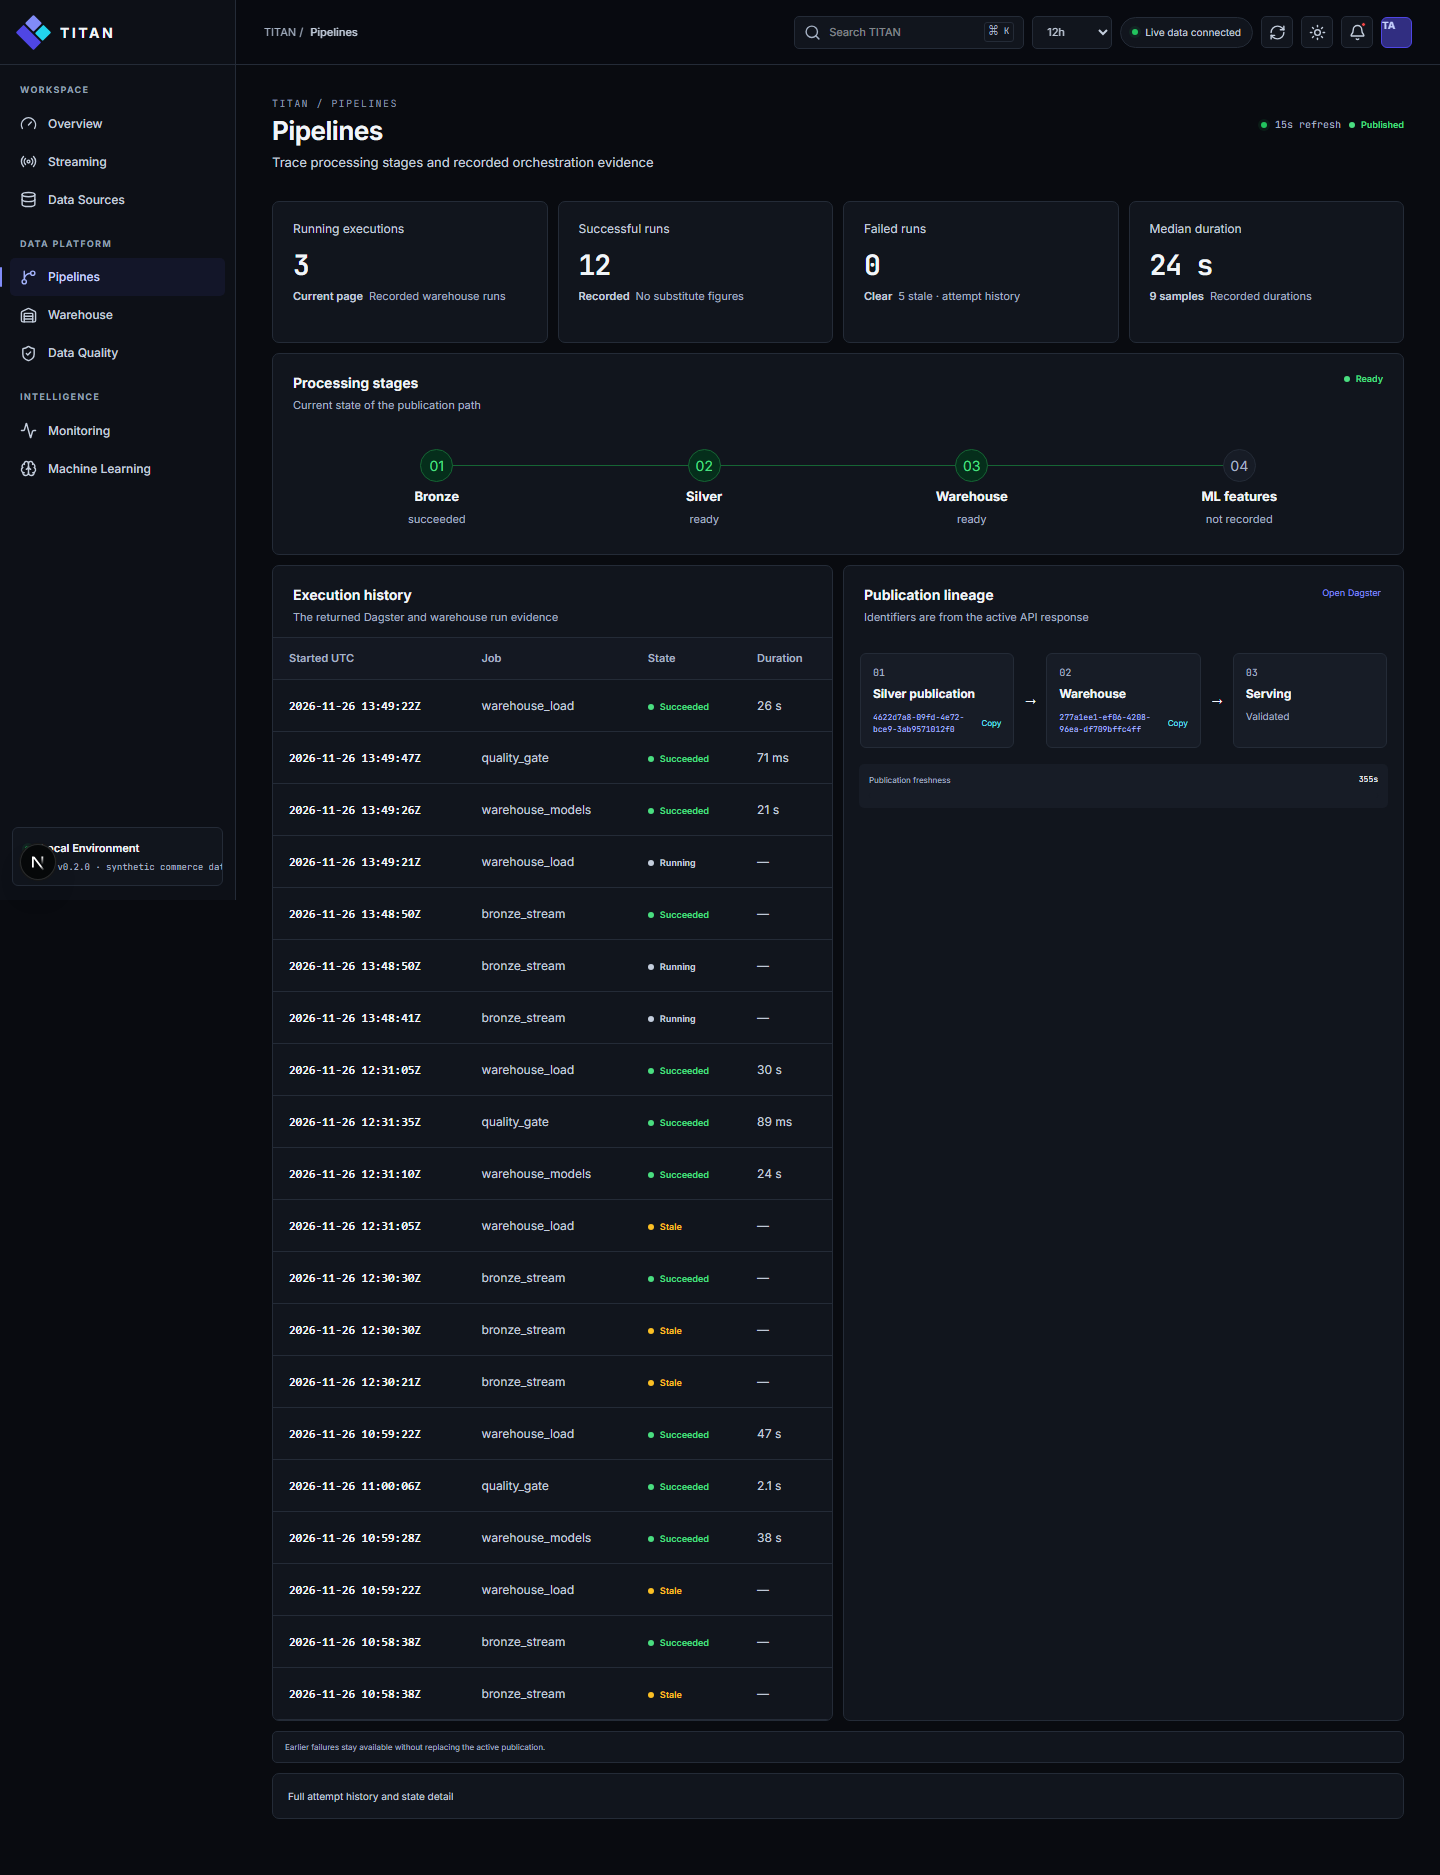 TITAN
TITAN / Pipelines
Search TITAN
⌘ K
12h
Live data connected
TA
WORKSPACE
Overview
Streaming
Data Sources
DATA PLATFORM
Pipelines
Warehouse
Data Quality
INTELLIGENCE
Monitoring
Machine Learning
cal Environment
N
v0.2.0 · synthetic commerce dat
TITAN / PIPELINES
Pipelines
Trace processing stages and recorded orchestration evidence
15s refresh
Published
Running executions
3
Current page Recorded warehouse runs
Successful runs
12
Recorded No substitute figures
Failed runs
0
Clear 5 stale · attempt history
Median duration
24 s
9 samples Recorded durations
Processing stages
Current state of the publication path
Ready
01
Bronze
succeeded
02
Silver
ready
03
Warehouse
ready
04
ML features
not recorded
Execution history
The returned Dagster and warehouse run evidence
Started UTC Job State Duration
2026-11-26 13:49:22Z warehouse_load Succeeded 26 s
2026-11-26 13:49:47Z quality_gate Succeeded 71 ms
2026-11-26 13:49:26Z warehouse_models Succeeded 21 s
2026-11-26 13:49:21Z warehouse_load Running —
2026-11-26 13:48:50Z bronze_stream Succeeded —
2026-11-26 13:48:50Z bronze_stream Running —
2026-11-26 13:48:41Z bronze_stream Running —
2026-11-26 12:31:05Z warehouse_load Succeeded 30 s
2026-11-26 12:31:35Z quality_gate Succeeded 89 ms
2026-11-26 12:31:10Z warehouse_models Succeeded 24 s
2026-11-26 12:31:05Z warehouse_load Stale —
2026-11-26 12:30:30Z bronze_stream Succeeded —
2026-11-26 12:30:30Z bronze_stream Stale —
2026-11-26 12:30:21Z bronze_stream Stale —
2026-11-26 10:59:22Z warehouse_load Succeeded 47 s
2026-11-26 11:00:06Z quality_gate Succeeded 2.1 s
2026-11-26 10:59:28Z warehouse_models Succeeded 38 s
2026-11-26 10:59:22Z warehouse_load Stale —
2026-11-26 10:58:38Z bronze_stream Succeeded —
2026-11-26 10:58:38Z bronze_stream Stale —
Publication lineage
Identifiers are from the active API response
Open Dagster
01
Silver publication
4622d7a8-09fd-4e72-
bce9-3ab9571012f0
Copy
→
02
Warehouse
277a1ee1-ef06-4208-
96ea-df709bffc4ff
Copy
→
03
Serving
Validated
Publication freshness
355s
Earlier failures stay available without replacing the active publication.
Full attempt history and state detail